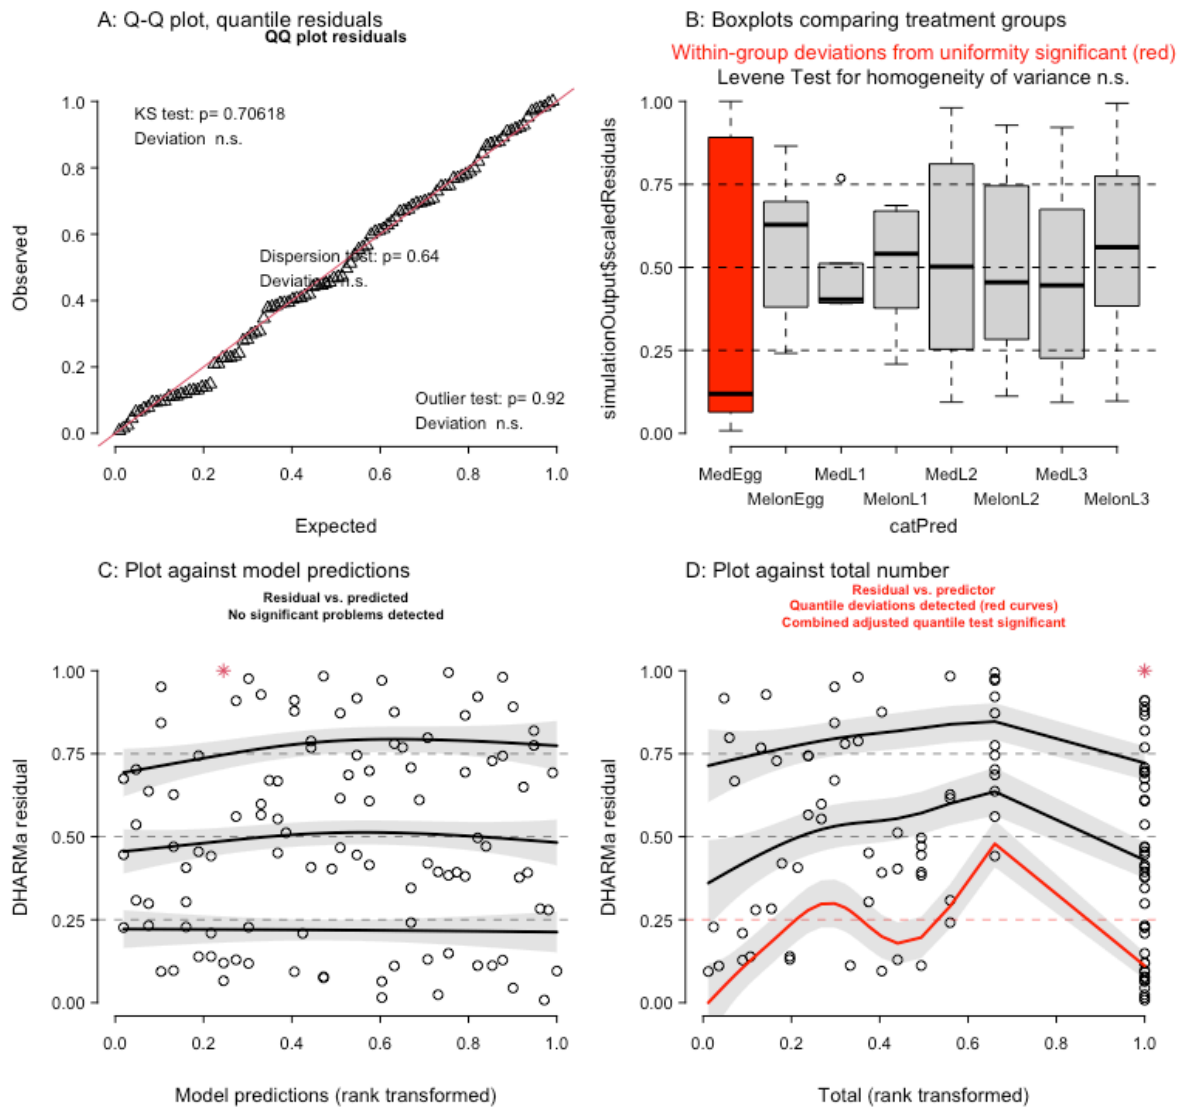 A: Q-Q plot, quantile residuals
QQ plot residuals
KS test: p= 0.70618
Deviation n.s.
Dispersion test: p= 0.64
Deviation n.s.
Outlier test: p= 0.92
Deviation n.s.
Observed
1.0
0.8
0.6
0.4
0.2
0.0
0.0 0.2 0.4 0.6 0.8 1.0
Expected
B: Boxplots comparing treatment groups
Within-group deviations from uniformity significant (red)
Levene Test for homogeneity of variance n.s.
simulationOutput$scaledResiduals
1.00
0.75
0.50
0.25
0.00
MedEgg MedL1 MedL2 MedL3
MelonEgg MelonL1 MelonL2 MelonL3
catPred
C: Plot against model predictions
Residual vs. predicted
No significant problems detected
DHARMa residual
1.00
0.75
0.50
0.25
0.00
0.0 0.2 0.4 0.6 0.8 1.0
Model predictions (rank transformed)
D: Plot against total number
Residual vs. predictor
Quantile deviations detected (red curves)
Combined adjusted quantile test significant
DHARMa residual
1.00
0.75
0.50
0.25
0.00
0.0 0.2 0.4 0.6 0.8 1.0
Total (rank transformed)